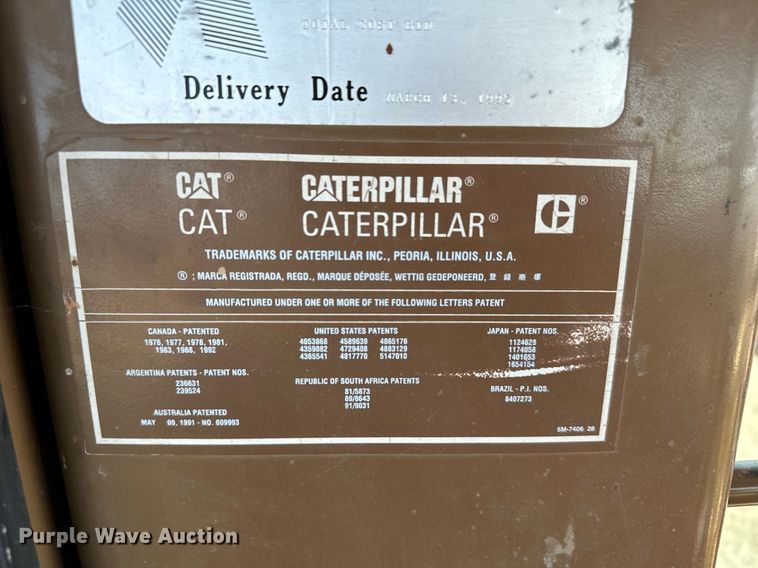 TOTAL COST BID
Delivery Date MARCH 13, 1995
CAT® CATERPILLAR® C®
CAT® CATERPILLAR®
TRADEMARKS OF CATERPILLAR INC., PEORIA, ILLINOIS, U.S.A.
® ; MARCA REGISTRADA, REGD., MARQUE DÉPOSÉE, WETTIG GEDEPONEERD, 登 録 商 標
MANUFACTURED UNDER ONE OR MORE OF THE FOLLOWING LETTERS PATENT
CANADA - PATENTED
1976, 1977, 1978, 1981,
1983, 1988, 1992
ARGENTINA PATENTS - PATENT NOS.
236631
239524
AUSTRALIA PATENTED
MAY 09, 1991 - NO. 609993
UNITED STATES PATENTS
4053868 4589639 4865176
4359882 4729408 4883129
4365541 4817770 5147010
REPUBLIC OF SOUTH AFRICA PATENTS
81/5873
89/8643
91/9031
JAPAN - PATENT NOS.
1124628
1174058
1401653
1654154
BRAZIL - P.I. NOS.
8407273
5M-7406 28
Purple Wave Auction